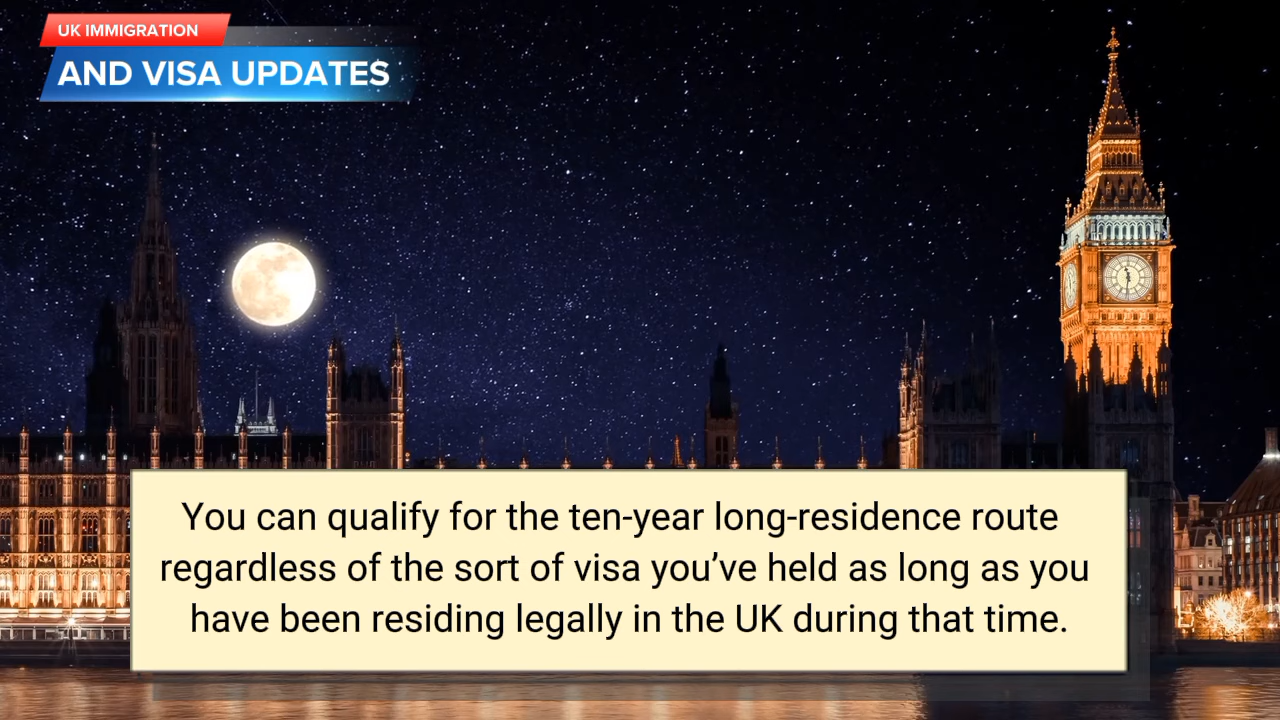 UK IMMIGRATION
AND VISA UPDATES
You can qualify for the ten-year long-residence route
regardless of the sort of visa you’ve held as long as you
have been residing legally in the UK during that time.